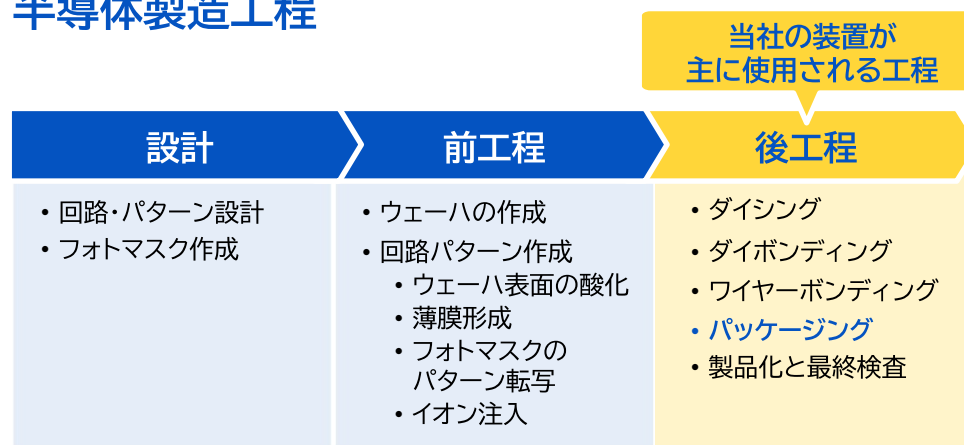 半導体製造工程
当社の装置が
主に使用される工程
設計
・回路・パターン設計
・フォトマスク作成
前工程
・ウェーハの作成
・回路パターン作成
・ウェーハ表面の酸化
・薄膜形成
・フォトマスクの
パターン転写
・イオン注入
後工程
・ダイシング
・ダイボンディング
・ワイヤーボンディング
・パッケージング
・製品化と最終検査